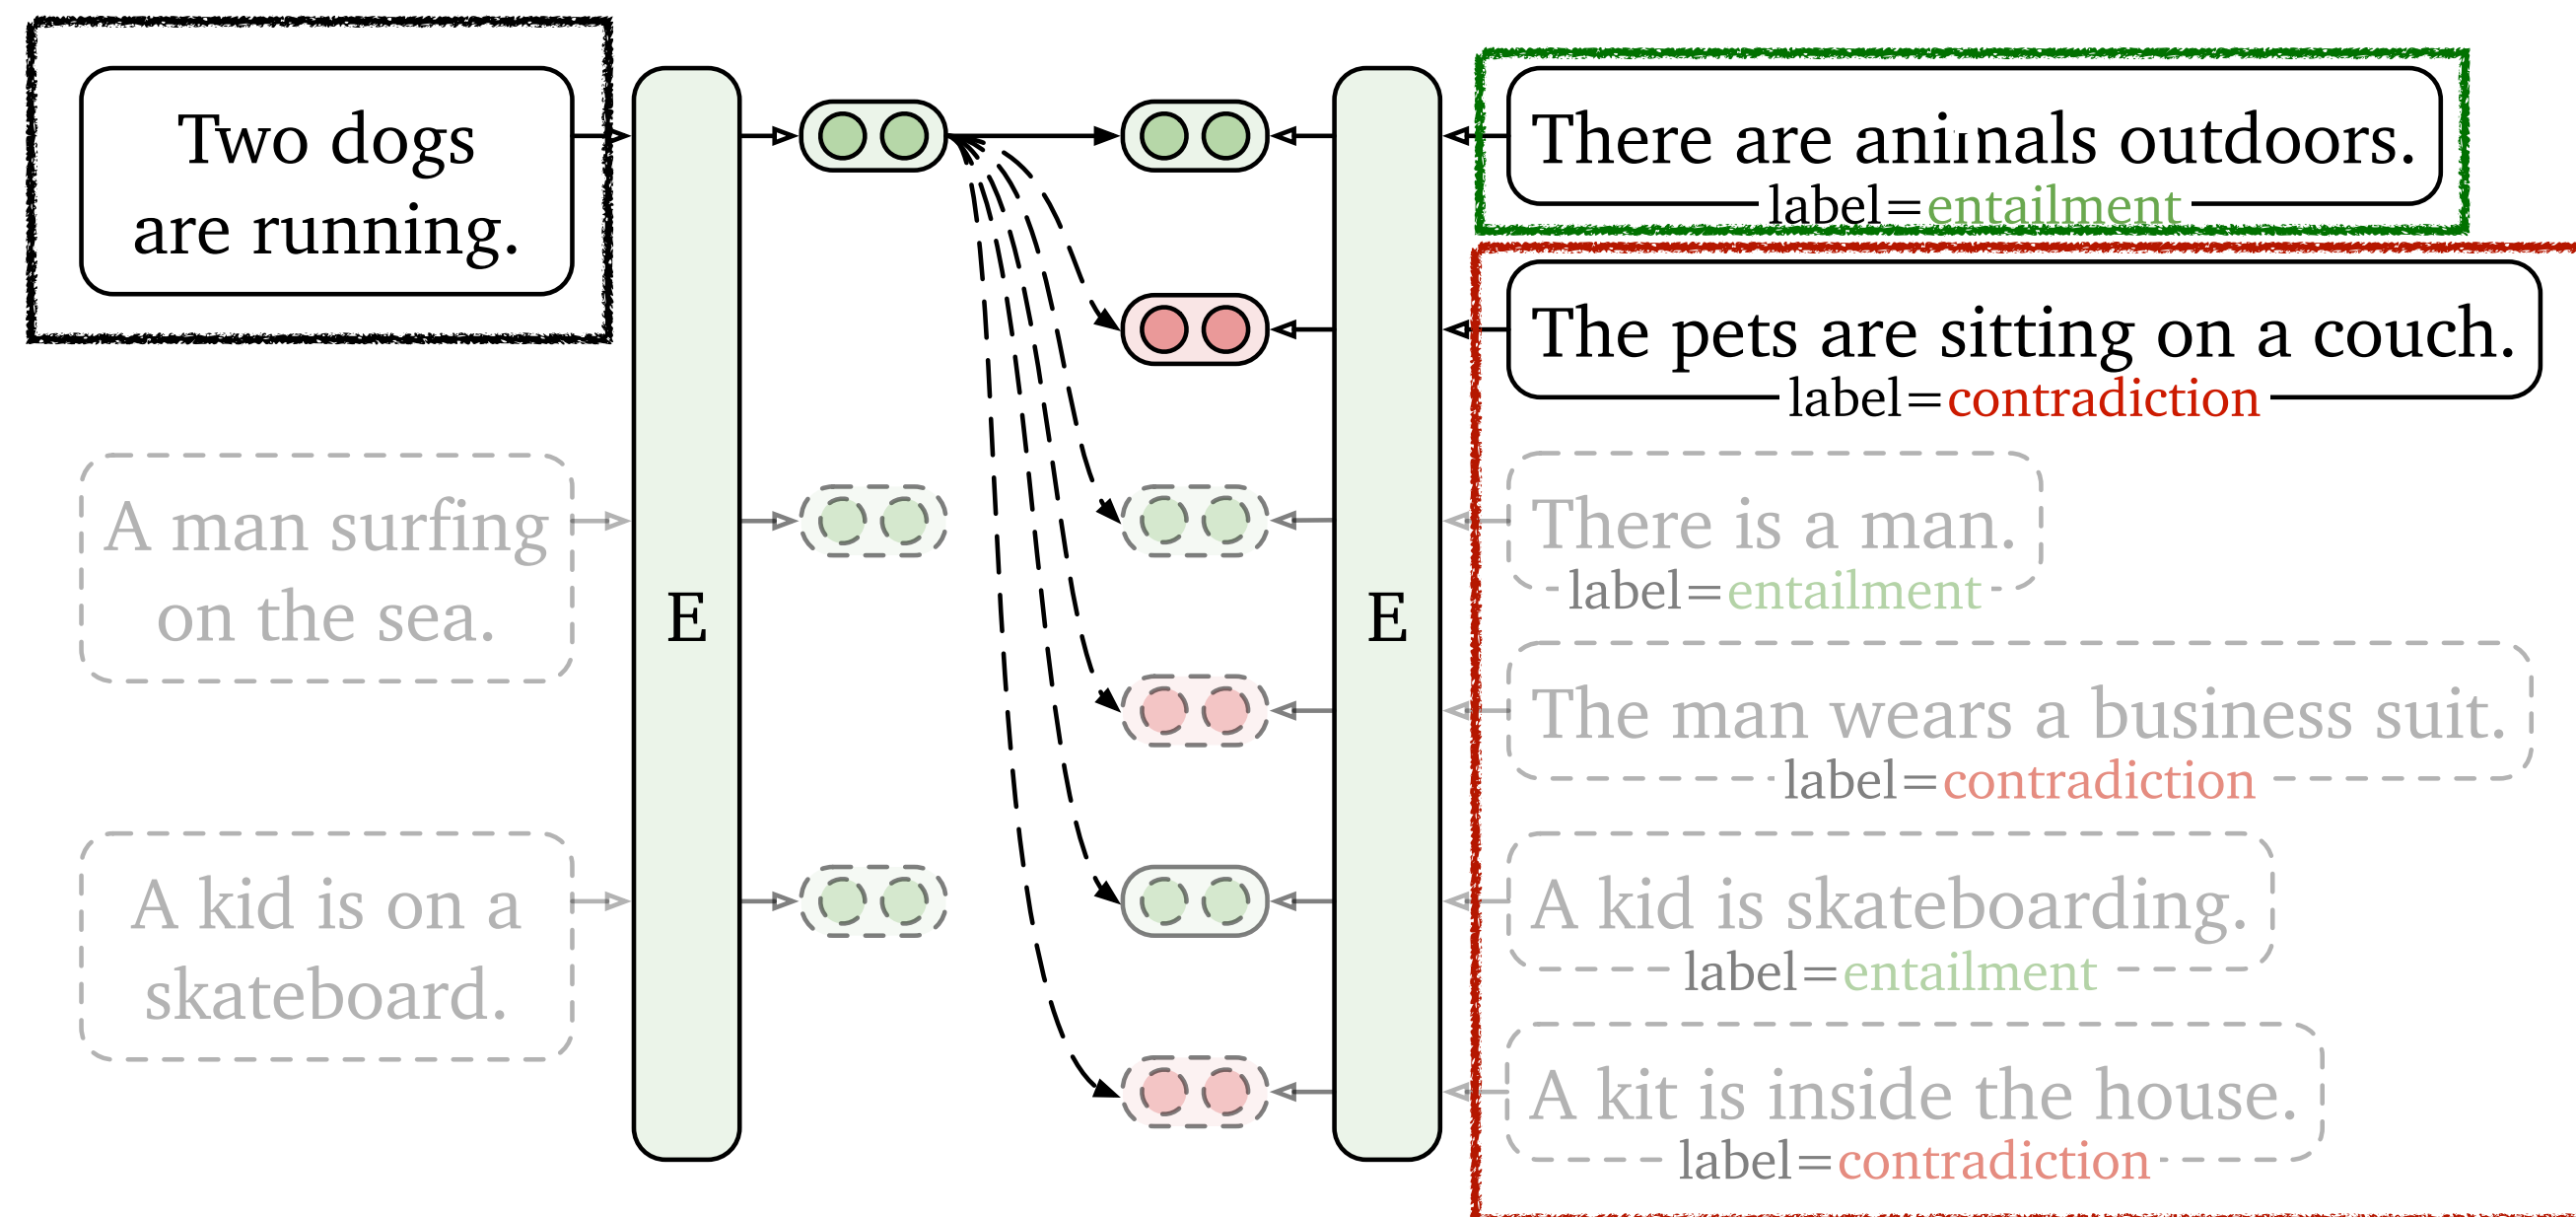 Two dogs
are running.
A man surfing
on the sea.
A kid is on a
skateboard.
E
E
There are animals outdoors.
label=entailment
The pets are sitting on a couch.
label=contradiction
There is a man.
label=entailment
The man wears a business suit.
label=contradiction
A kid is skateboarding.
label=entailment
A kit is inside the house.
label=contradiction